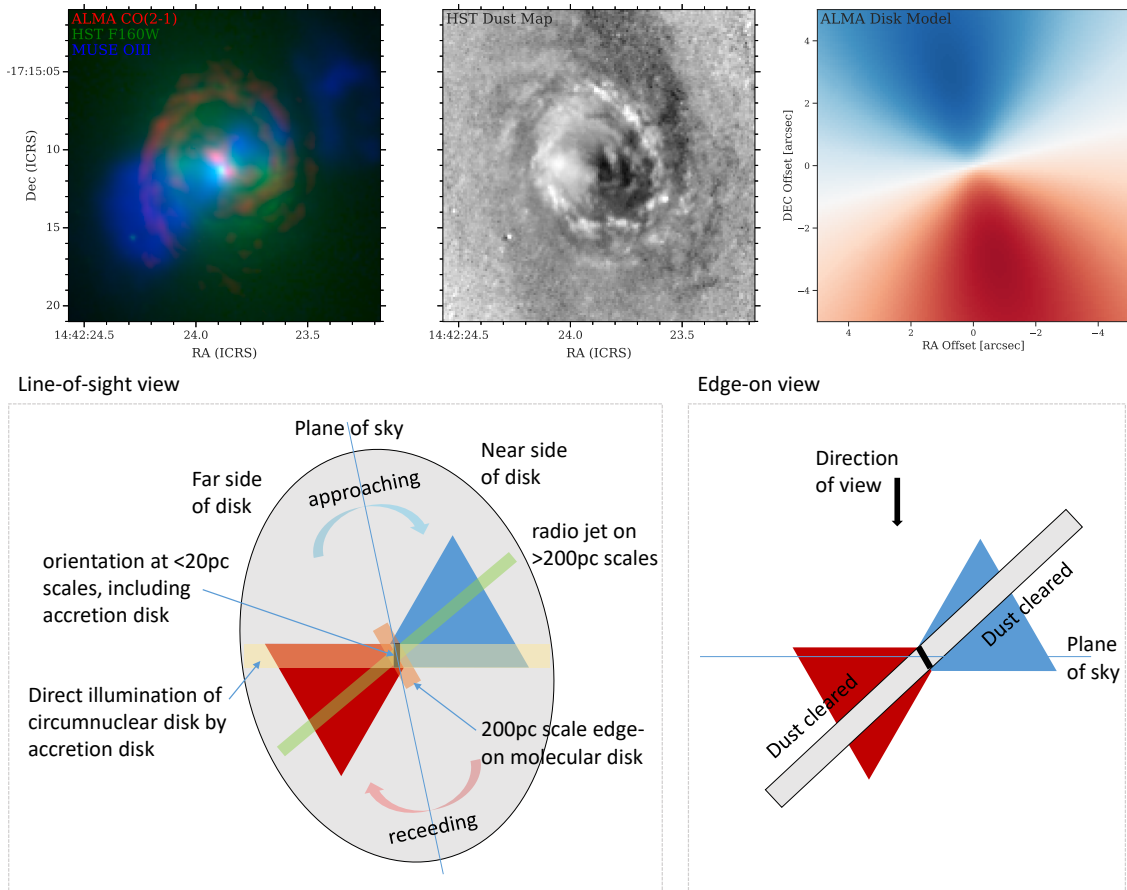 ALMA CO(2-1)
HST F160W
MUSE OIII
-17:15:05
10
15
20
Dec (ICRS)
14:42:24.5
24.0
23.5
RA (ICRS)
HST Dust Map
24.0
23.5
RA (ICRS)
ALMA Disk Model
4
2
0
−2
−4
DEC Offset [arcsec]
4
2
0
−2
−4
RA Offset [arcsec]
Line-of-sight view
Plane of sky
Far side
of disk
approaching
Near side
of disk
orientation at <20pc
scales, including
accretion disk
radio jet on
>200pc scales
Direct illumination of
circumnuclear disk by
accretion disk
200pc scale edge-
on molecular disk
receeding
Edge-on view
Direction
of view
Dust cleared
Dust cleared
Plane
of sky